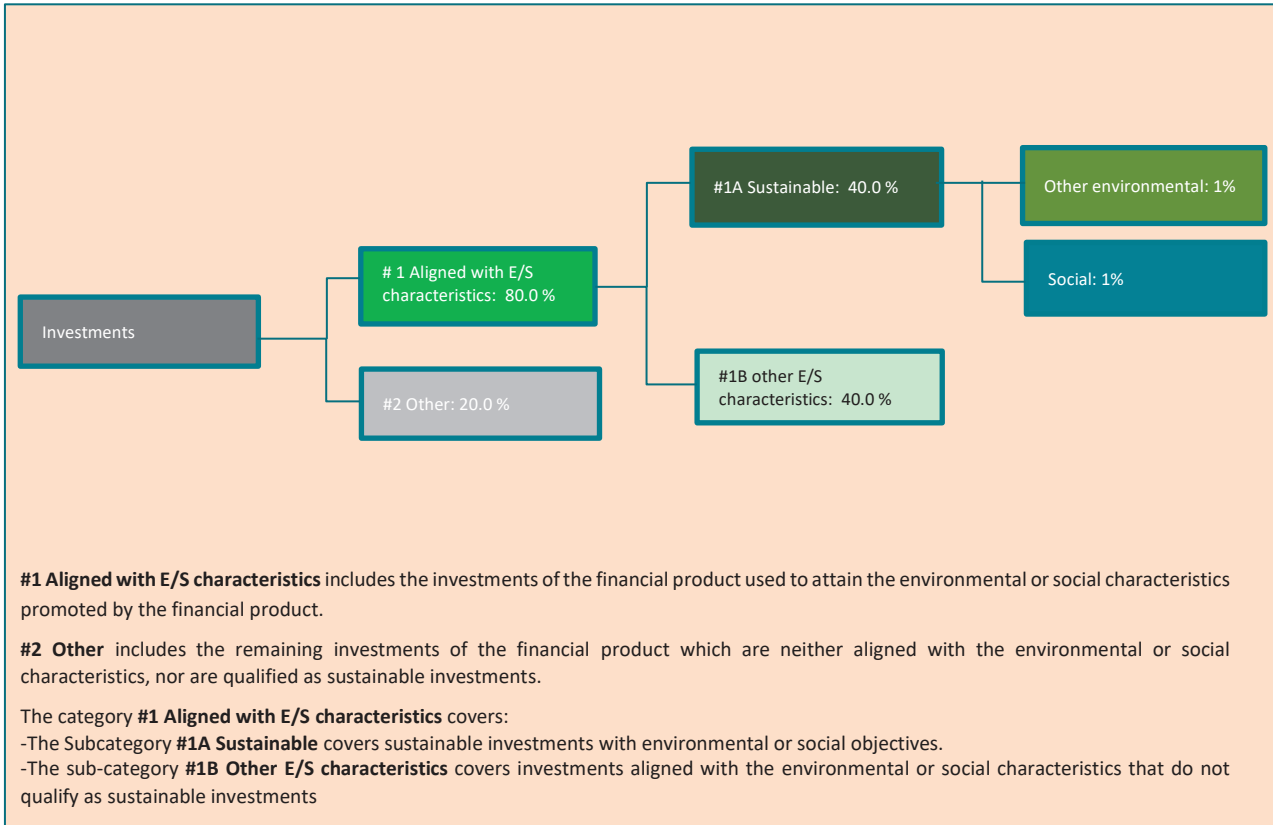 #1A Sustainable: 40.0 %
Other environmental: 1%
# 1 Aligned with E/S
characteristics: 80.0 %
Social: 1%
Investments
#1B other E/S
characteristics: 40.0 %
#2 Other: 20.0 %
#1 Aligned with E/S characteristics includes the investments of the financial product used to attain the environmental or social characteristics
promoted by the financial product.
#2 Other includes the remaining investments of the financial product which are neither aligned with the environmental or social
characteristics, nor are qualified as sustainable investments.
The category #1 Aligned with E/S characteristics covers:
-The Subcategory #1A Sustainable covers sustainable investments with environmental or social objectives.
-The sub-category #1B Other E/S characteristics covers investments aligned with the environmental or social characteristics that do not
qualify as sustainable investments